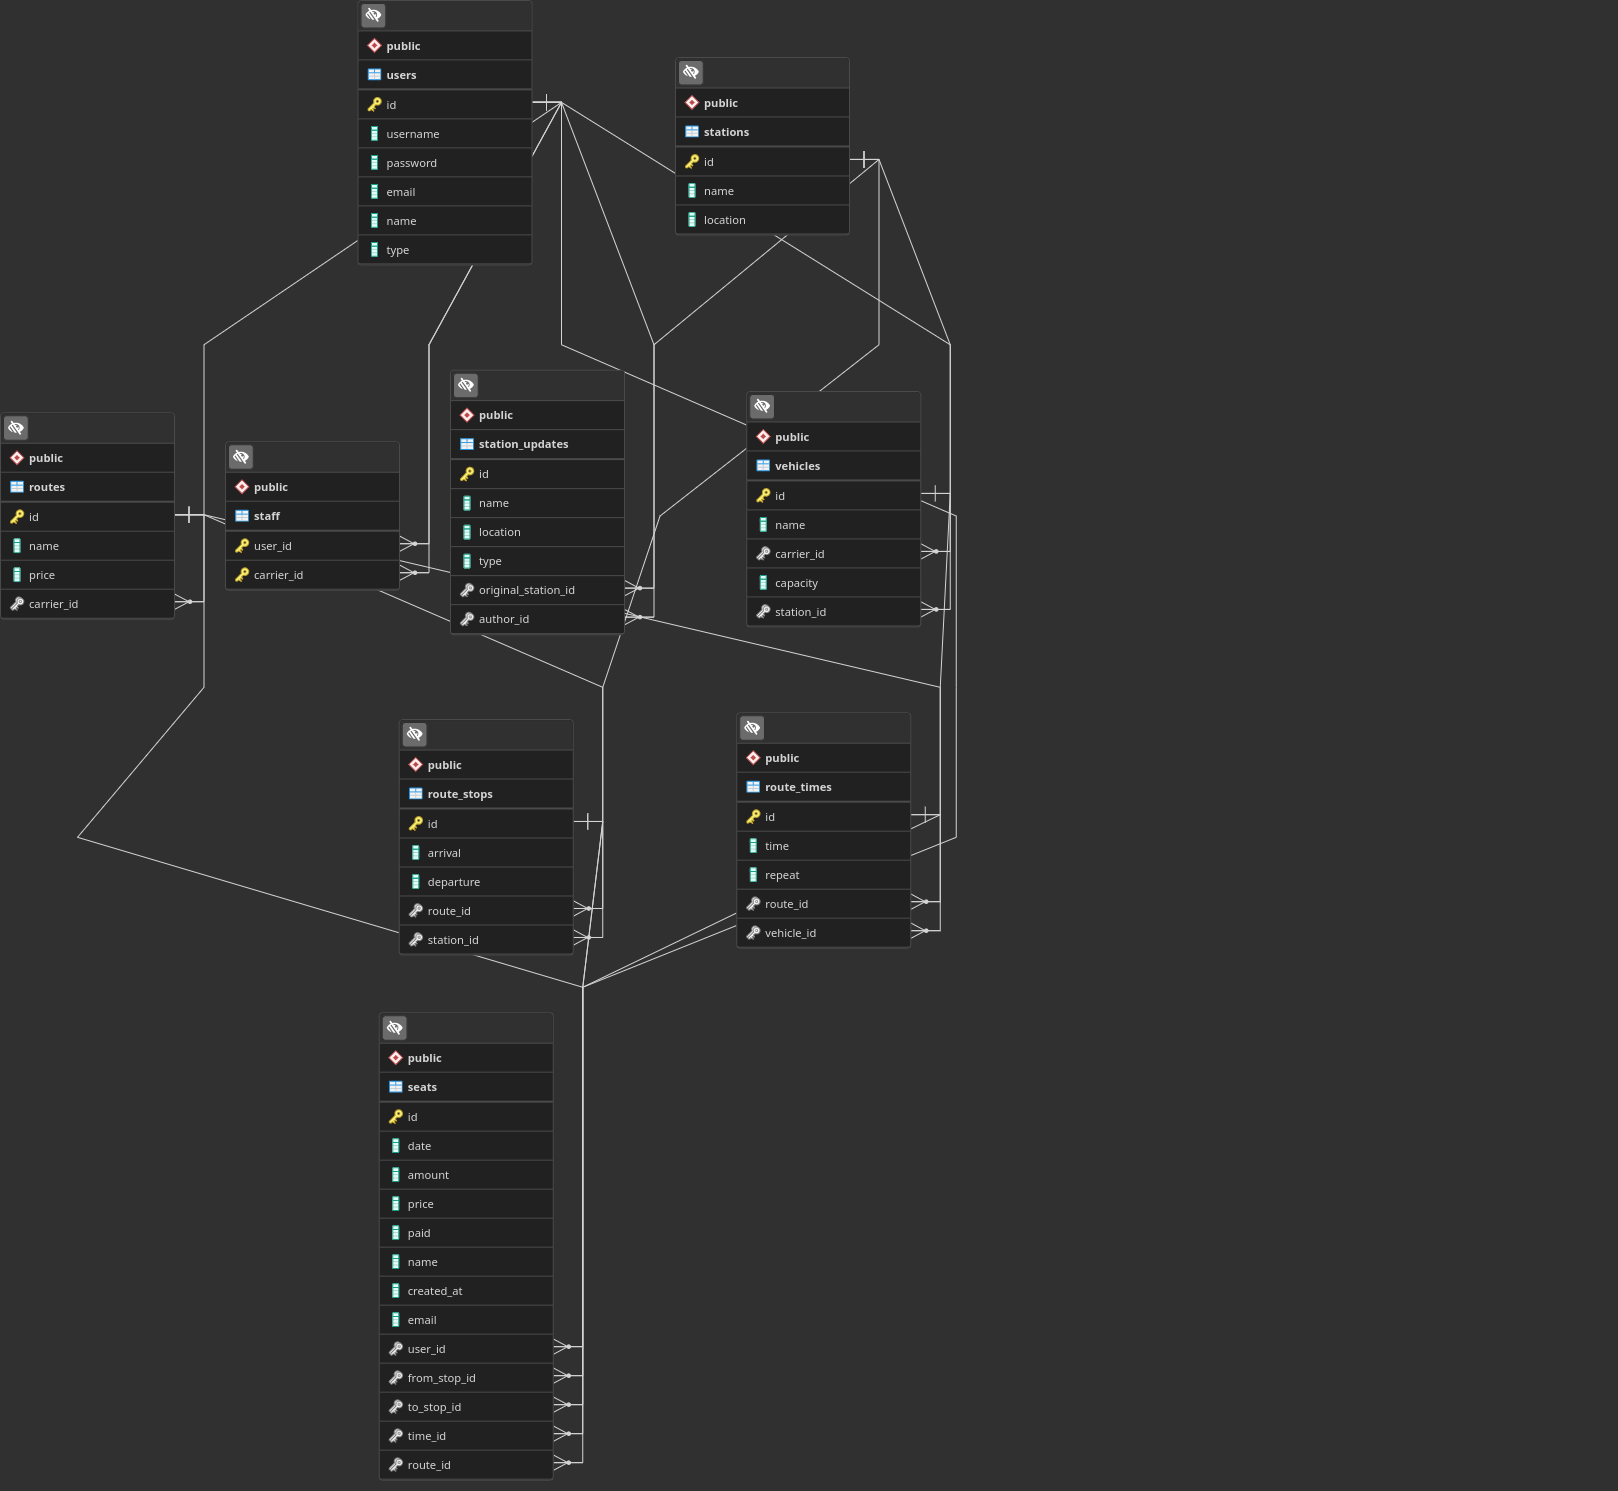 public
users
id
username
password
email
name
type
public
stations
id
name
location
public
routes
id
name
price
carrier_id
public
staff
user_id
carrier_id
public
station_updates
id
name
location
type
original_station_id
author_id
public
vehicles
id
name
carrier_id
capacity
station_id
public
route_stops
id
arrival
departure
route_id
station_id
public
route_times
id
time
repeat
route_id
vehicle_id
public
seats
id
date
amount
price
paid
name
created_at
email
user_id
from_stop_id
to_stop_id
time_id
route_id